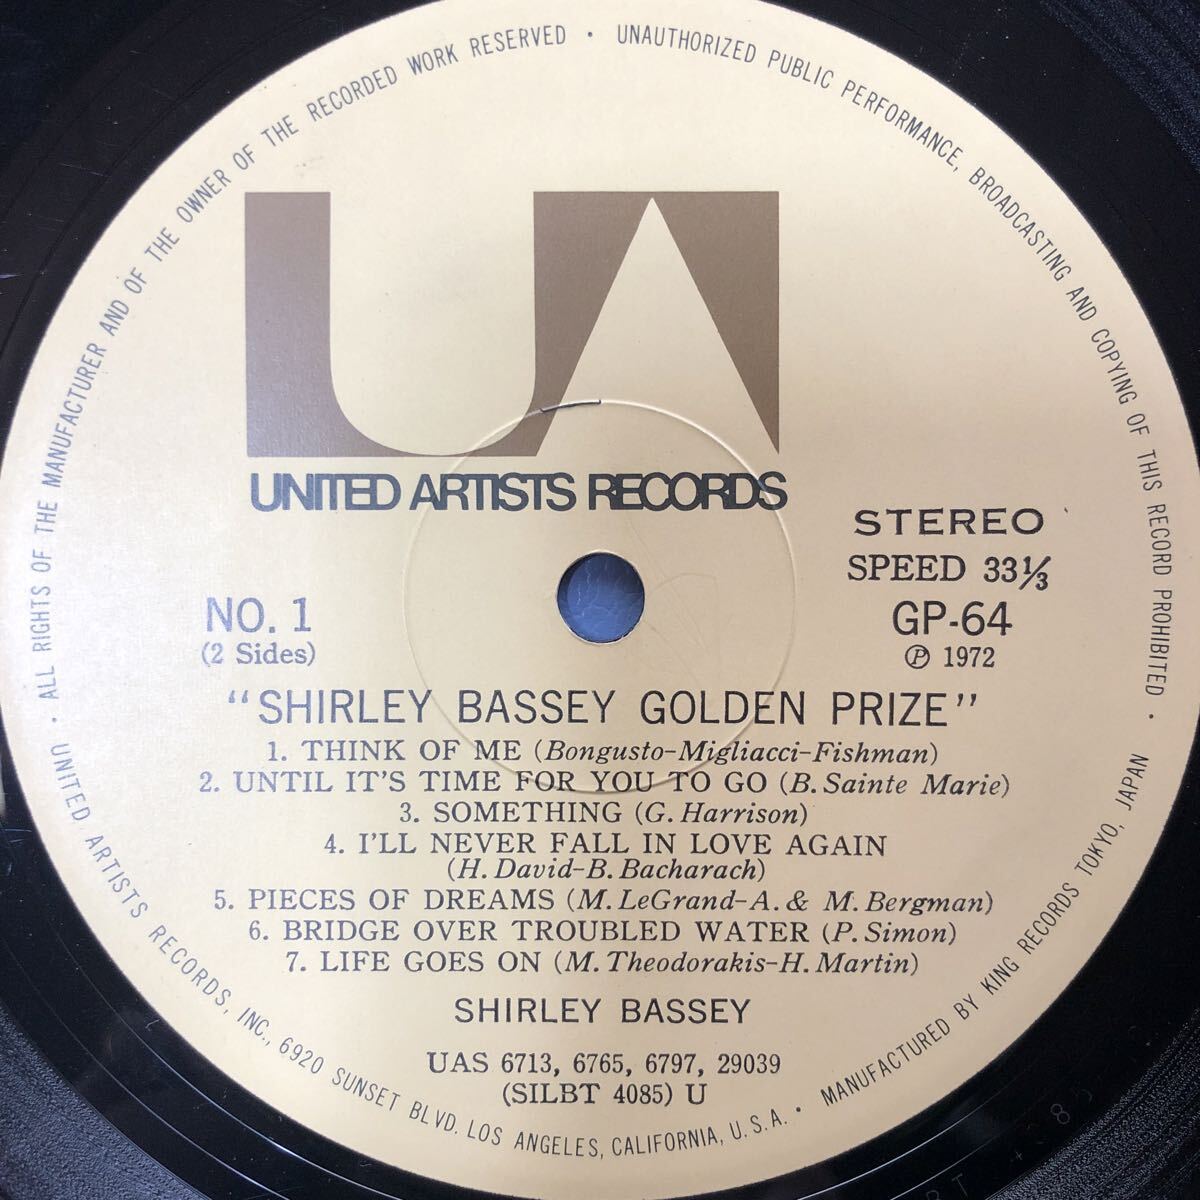 UNITED ARTISTS RECORDS, INC., 6920 SUNSET BLVD. LOS ANGELES, CALIFORNIA, U.S.A. • MANUFACTURED BY KING RECORDS TOKYO, JAPAN
• ALL RIGHTS OF THE MANUFACTURER AND OF THE OWNER OF THE RECORDED WORK RESERVED • UNAUTHORIZED PUBLIC PERFORMANCE, BROADCASTING AND COPYING OF THIS RECORD PROHIBITED •
UA
UNITED ARTISTS RECORDS
STEREO
SPEED 33⅓
NO. 1
(2 Sides)
GP-64
Ⓟ 1972
"SHIRLEY BASSEY GOLDEN PRIZE"
1. THINK OF ME (Bongusto-Migliacci-Fishman)
2. UNTIL IT'S TIME FOR YOU TO GO (B. Sainte Marie)
3. SOMETHING (G. Harrison)
4. I'LL NEVER FALL IN LOVE AGAIN
(H. David-B. Bacharach)
5. PIECES OF DREAMS (M. LeGrand-A. & M. Bergman)
6. BRIDGE OVER TROUBLED WATER (P. Simon)
7. LIFE GOES ON (M. Theodorakis-H. Martin)
SHIRLEY BASSEY
UAS 6713, 6765, 6797, 29039
(SILBT 4085) U